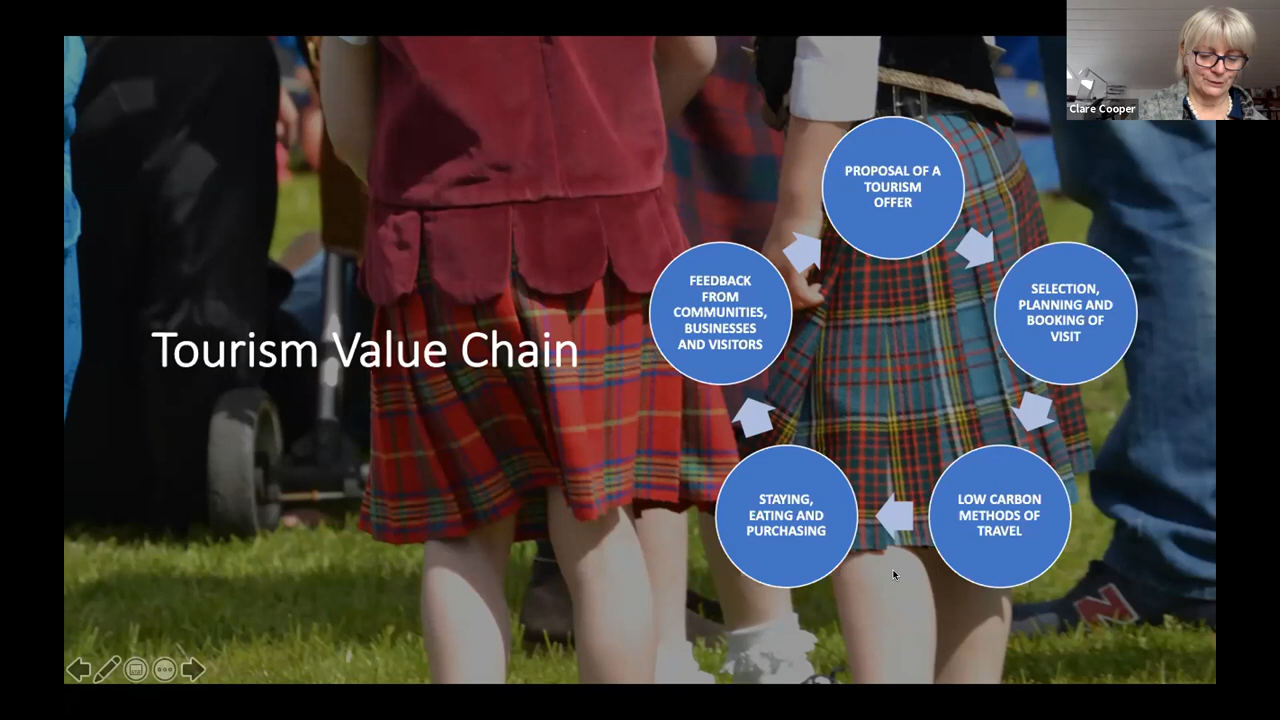 Clare Cooper
Tourism Value Chain
PROPOSAL OF A
TOURISM
OFFER
SELECTION,
PLANNING AND
BOOKING OF
VISIT
LOW CARBON
METHODS OF
TRAVEL
STAYING,
EATING AND
PURCHASING
FEEDBACK
FROM
COMMUNITIES,
BUSINESSES
AND VISITORS
N